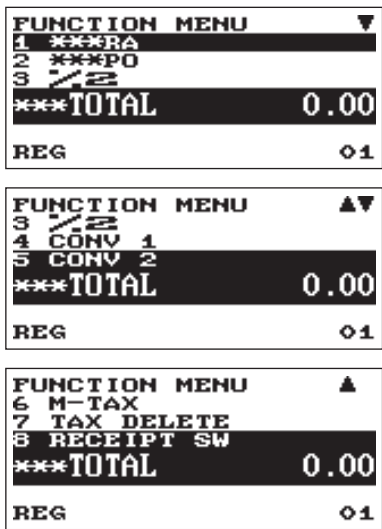 FUNCTION MENU ▼
1 ***RA
2 ***PO
3 %2
***TOTAL 0.00
REG 01
FUNCTION MENU ▲▼
3 %2
4 CONV 1
5 CONV 2
***TOTAL 0.00
REG 01
FUNCTION MENU ▲
6 M-TAX
7 TAX DELETE
8 RECEIPT SW
***TOTAL 0.00
REG 01